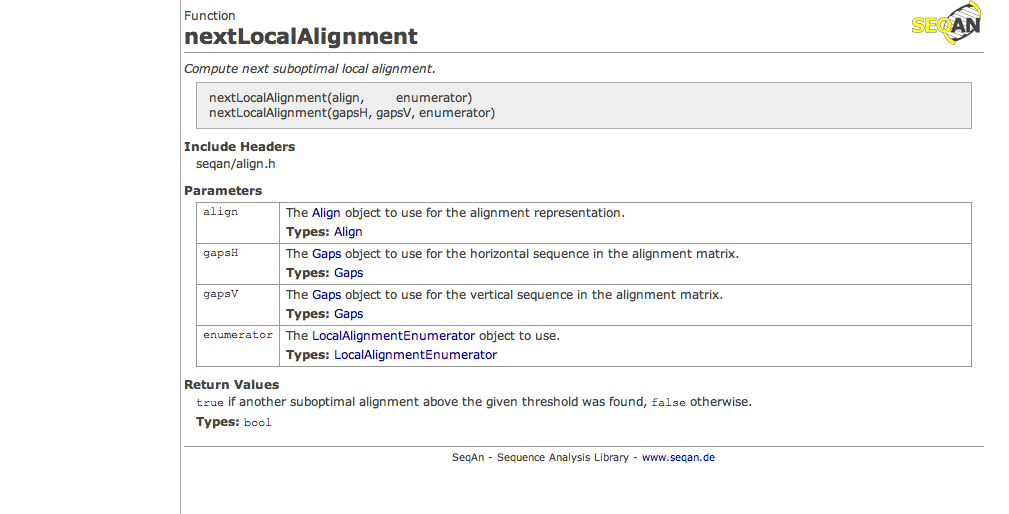 Function
SEQAN
nextLocalAlignment
Compute next suboptimal local alignment.
nextLocalAlignment(align,        enumerator)
nextLocalAlignment(gapsH, gapsV, enumerator)
Include Headers
seqan/align.h
Parameters
align The Align object to use for the alignment representation.
Types: Align
gapsH The Gaps object to use for the horizontal sequence in the alignment matrix.
Types: Gaps
gapsV The Gaps object to use for the vertical sequence in the alignment matrix.
Types: Gaps
enumerator The LocalAlignmentEnumerator object to use.
Types: LocalAlignmentEnumerator
Return Values
true if another suboptimal alignment above the given threshold was found, false otherwise.
Types: bool
SeqAn - Sequence Analysis Library - www.seqan.de